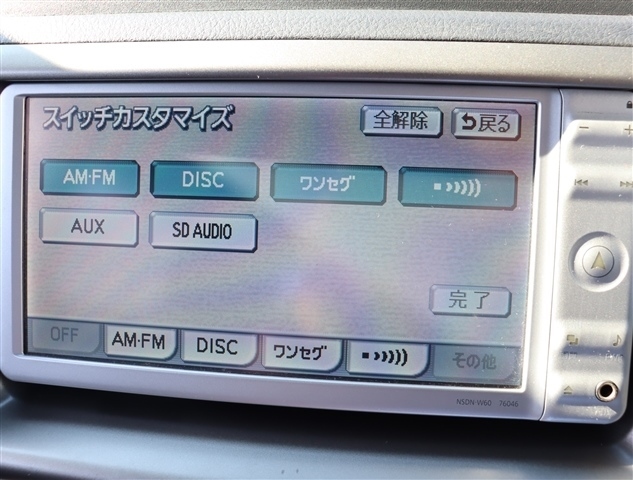 スイッチカスタマイズ 全解除 戻る
AM･FM DISC ワンセグ
AUX SD AUDIO
完了
OFF AM･FM DISC ワンセグ その他
NSDN-W60 76046